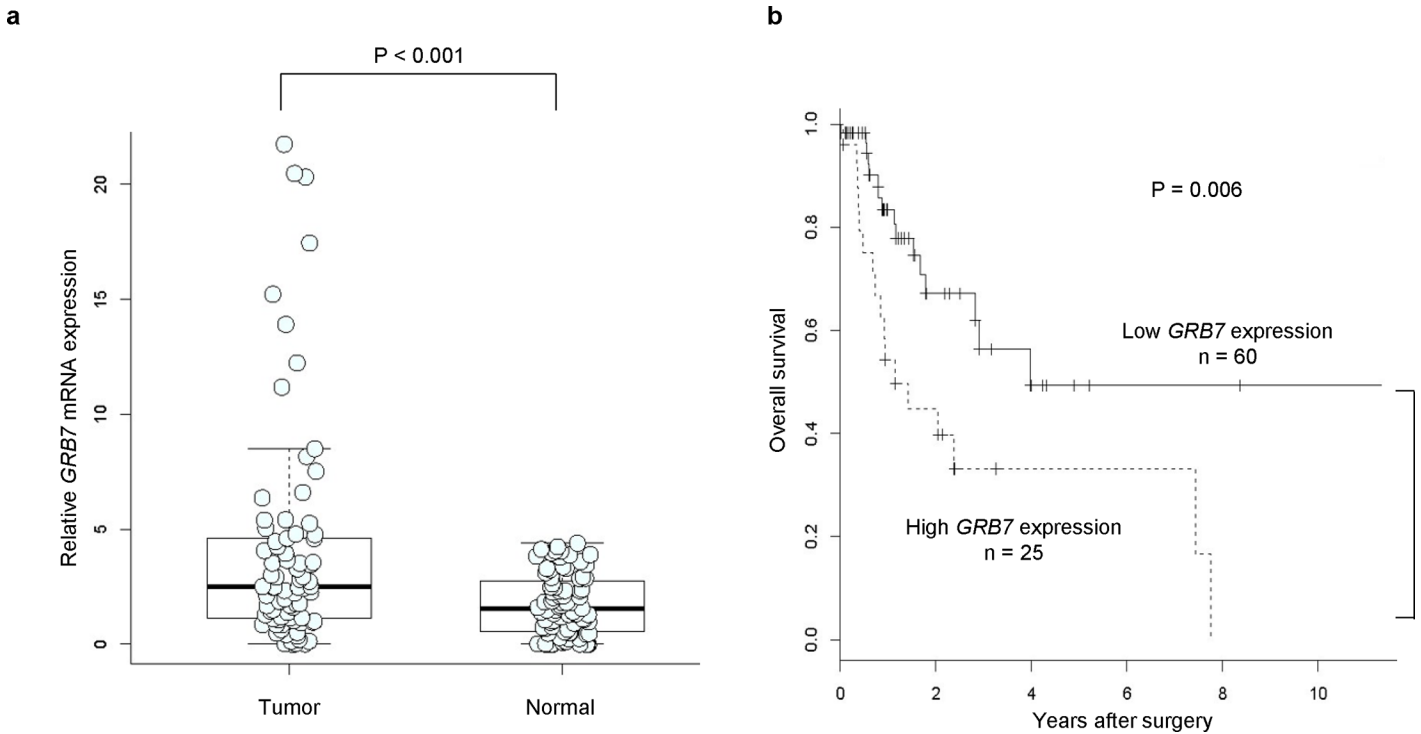 a
P < 0.001
Relative GRB7 mRNA expression
20
15
10
5
0
Tumor
Normal
b
P = 0.006
Overall survival
1.0
0.8
0.6
0.4
0.2
0.0
Low GRB7 expression
n = 60
High GRB7 expression
n = 25
0 2 4 6 8 10
Years after surgery